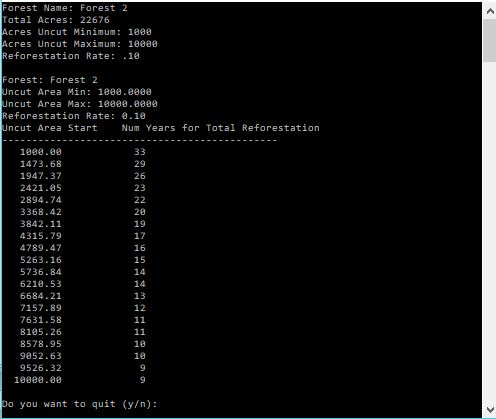 Forest Name: Forest 2
Total Acres: 22676
Acres Uncut Minimum: 1000
Acres Uncut Maximum: 10000
Reforestation Rate: .10
Forest: Forest 2
Uncut Area Min: 1000.0000
Uncut Area Max: 10000.0000
Reforestation Rate: 0.10
Uncut Area Start    Num Years for Total Reforestation
----------------------------------------------
1000.00    33
1473.68    29
1947.37    26
2421.05    23
2894.74    22
3368.42    20
3842.11    19
4315.79    17
4789.47    16
5263.16    15
5736.84    14
6210.53    14
6684.21    13
7157.89    12
7631.58    11
8105.26    11
8578.95    10
9052.63    10
9526.32    9
10000.00    9
Do you want to quit (y/n):